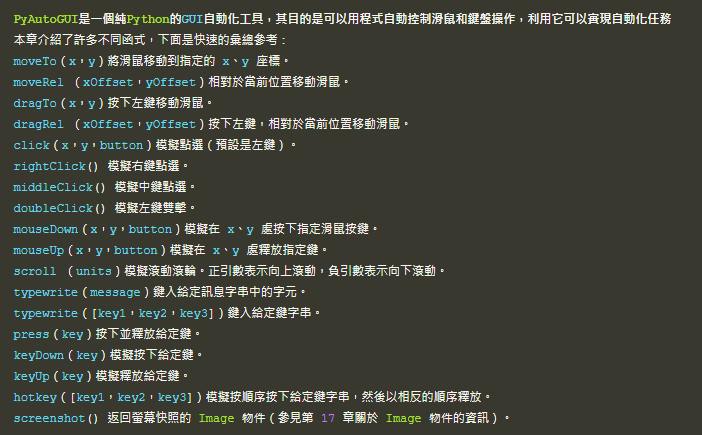 PyAutoGUI是一個純Python的GUI自動化工具，其目的是可以用程式自動控制滑鼠和鍵盤操作，利用它可以實現自動化任務
本章介紹了許多不同函式，下面是快速的彙總參考：
moveTo（x，y）將滑鼠移動到指定的 x、y 座標。
moveRel （xOffset，yOffset）相對於當前位置移動滑鼠。
dragTo（x，y）按下左鍵移動滑鼠。
dragRel （xOffset，yOffset）按下左鍵，相對於當前位置移動滑鼠。
click（x，y，button）模擬點選（預設是左鍵）。
rightClick() 模擬右鍵點選。
middleClick() 模擬中鍵點選。
doubleClick() 模擬左鍵雙擊。
mouseDown（x，y，button）模擬在 x、y 處按下指定滑鼠按鍵。
mouseUp（x，y，button）模擬在 x、y 處釋放指定鍵。
scroll （units）模擬滾動滾輪。正引數表示向上滾動，負引數表示向下滾動。
typewrite（message）鍵入給定訊息字串中的字元。
typewrite（[key1，key2，key3]）鍵入給定鍵字串。
press（key）按下並釋放給定鍵。
keyDown（key）模擬按下給定鍵。
keyUp（key）模擬釋放給定鍵。
hotkey（[key1，key2，key3]）模擬按順序按下給定鍵字串，然後以相反的順序釋放。
screenshot() 返回螢幕快照的 Image 物件（參見第 17 章關於 Image 物件的資訊）。